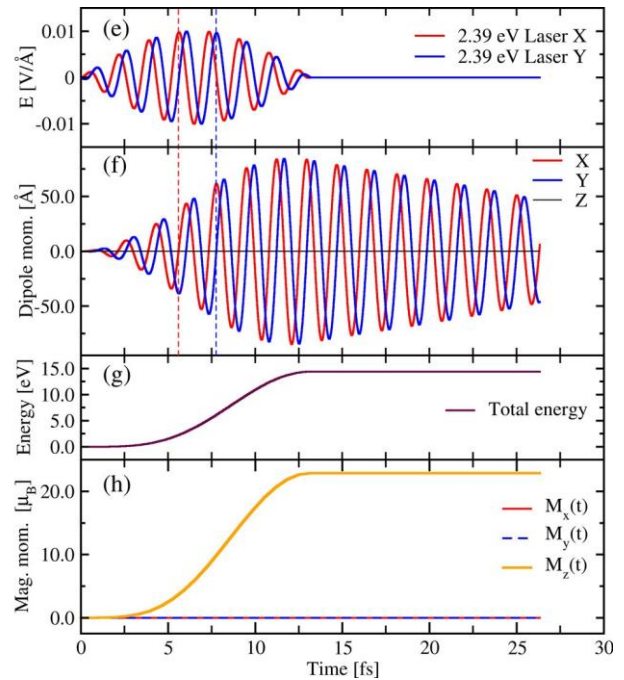 (e)
E [V/Å]
0.01
0
-0.01
2.39 eV Laser X
2.39 eV Laser Y
(f)
Dipole mom. [Å]
50.0
0.0
-50.0
X
Y
Z
(g)
Energy [eV]
15.0
10.0
5.0
0.0
Total energy
(h)
Mag. mom. [μB]
20.0
10.0
0.0
Mx(t)
My(t)
Mz(t)
0 5 10 15 20 25 30
Time [fs]